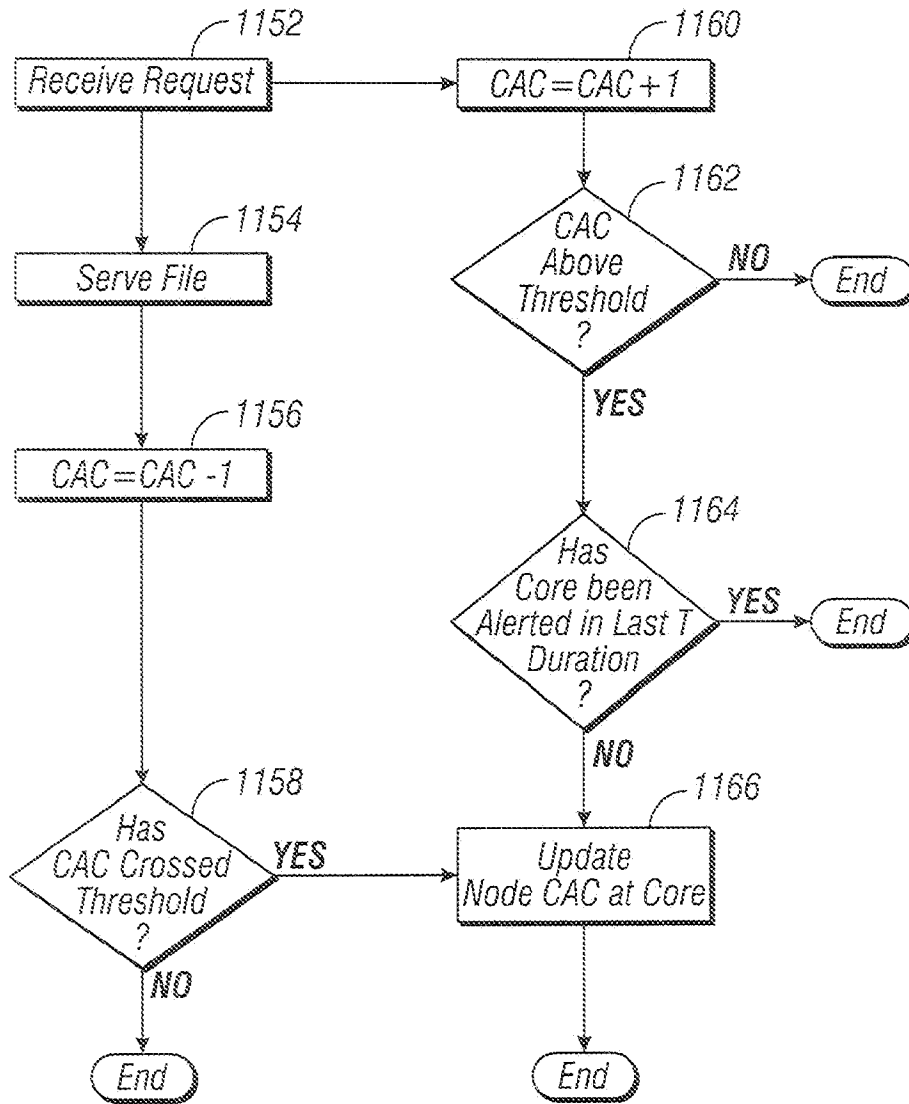 1152
Receive Request
1160
CAC=CAC+1
1162
CAC
Above
Threshold
?
NO
End
YES
1154
Serve File
1156
CAC=CAC -1
1164
Has
Core been
Alerted in Last T
Duration
?
YES
End
NO
1158
Has
CAC Crossed
Threshold
?
YES
NO
End
1166
Update
Node CAC at Core
End